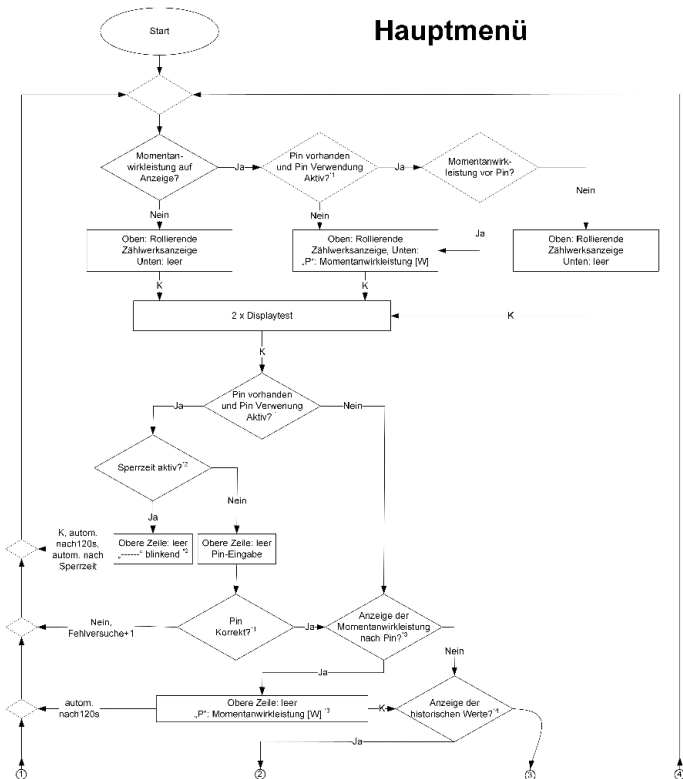 Hauptmenü
Start
Momentan-
wirkleistung auf
Anzeige?
Ja
Pin vorhanden
und Pin Verwendung
Aktiv?*1
Ja
Momentanwirk-
leistung vor Pin?
Nein
Nein
Nein
Ja
Oben: Rollierende
Zählwerksanzeige
Unten: leer
Oben: Rollierende
Zählwerksanzeige, Unten:
„P“: Momentanwirkleistung [W]
Oben: Rollierende
Zählwerksanzeige
Unten: leer
K
K
2 x Displaytest
K
K
Pin vorhanden
und Pin Verwenung
Aktiv?
Ja
Nein
Sperrzeit aktiv?*2
Nein
Ja
K, autom.
nach120s,
autom. nach
Sperrzeit
Obere Zeile: leer
„------“ blinkend *2
Obere Zeile: leer
Pin-Eingabe
Nein,
Fehlversuche+1
Pin
Korrekt?*1
Ja
Anzeige der
Momentanwirkleistung
nach Pin?*3
Nein
Ja
autom.
nach120s
Obere Zeile: leer
„P“: Momentanwirkleistung [W] *3
K
Anzeige der
historischen Werte?*4
Ja
1
2
3
4